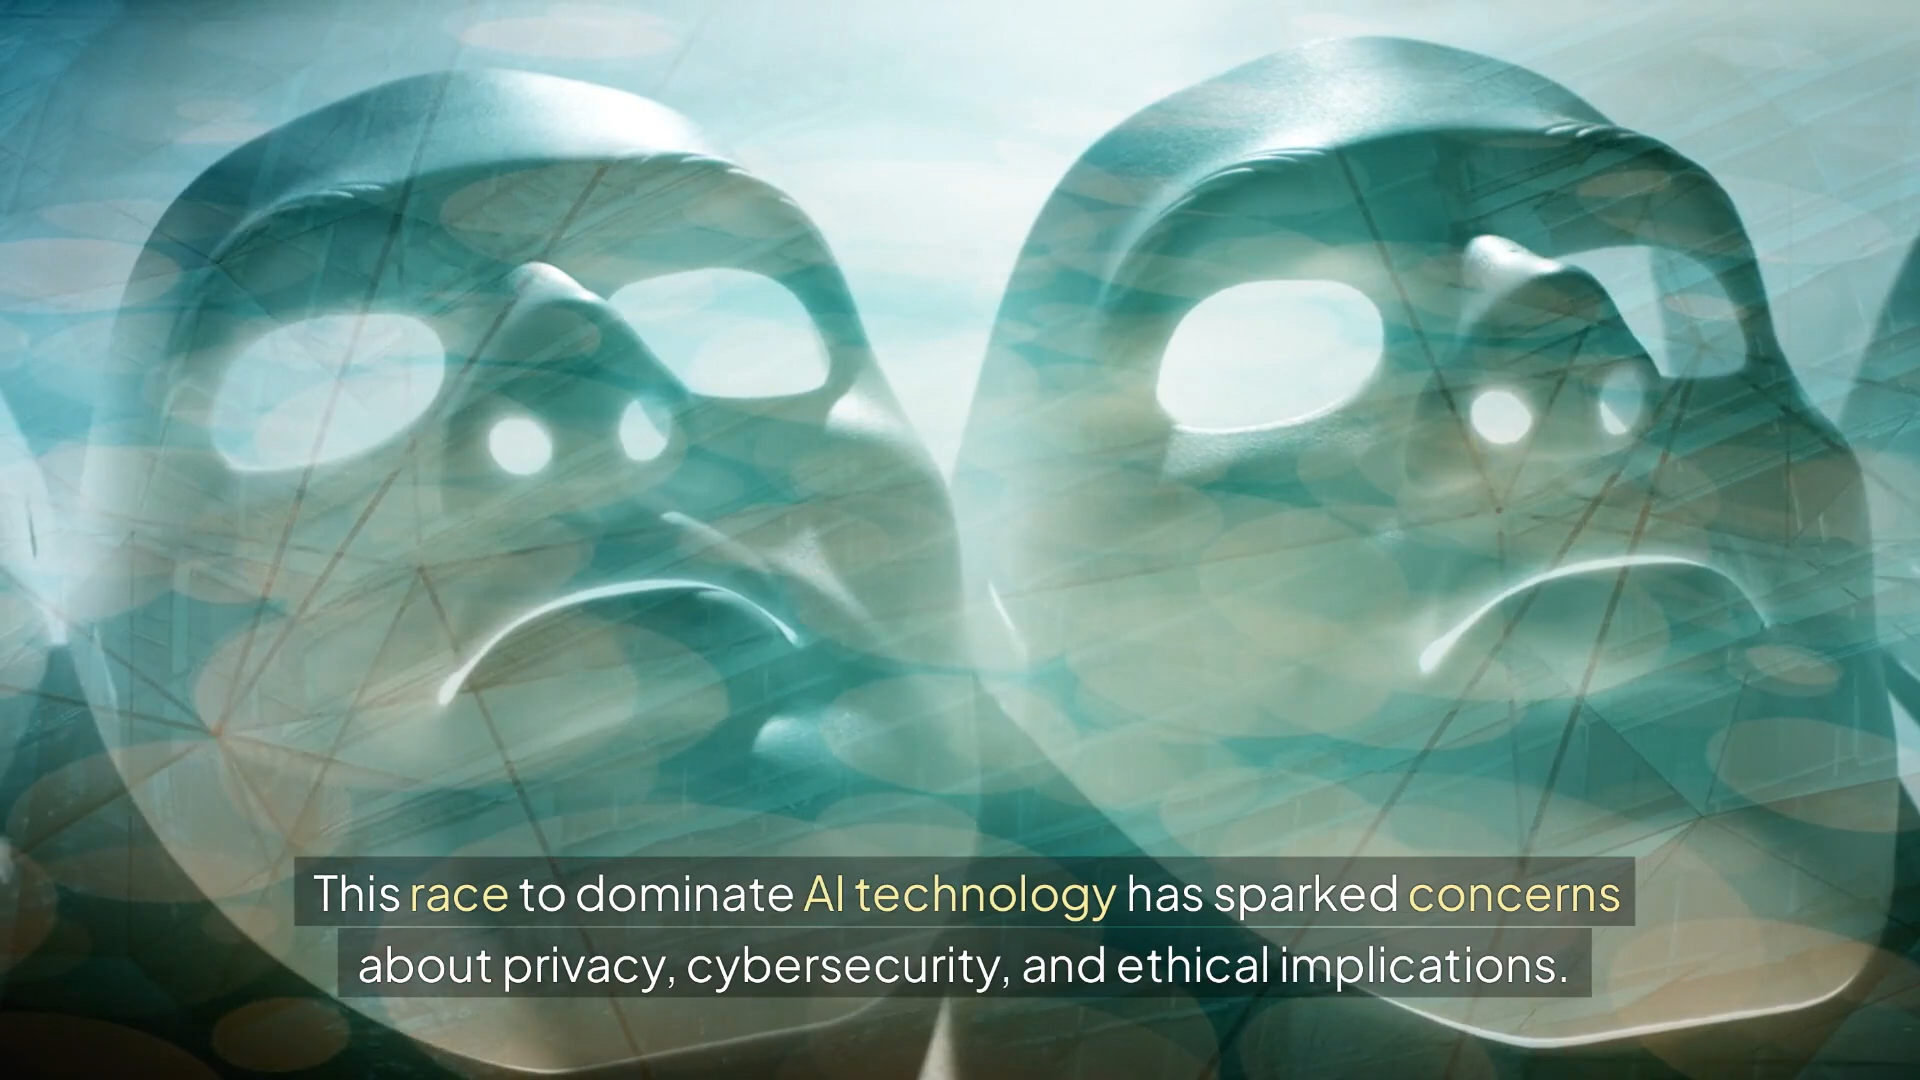 This race to dominate AI technology has sparked concerns
about privacy, cybersecurity, and ethical implications.